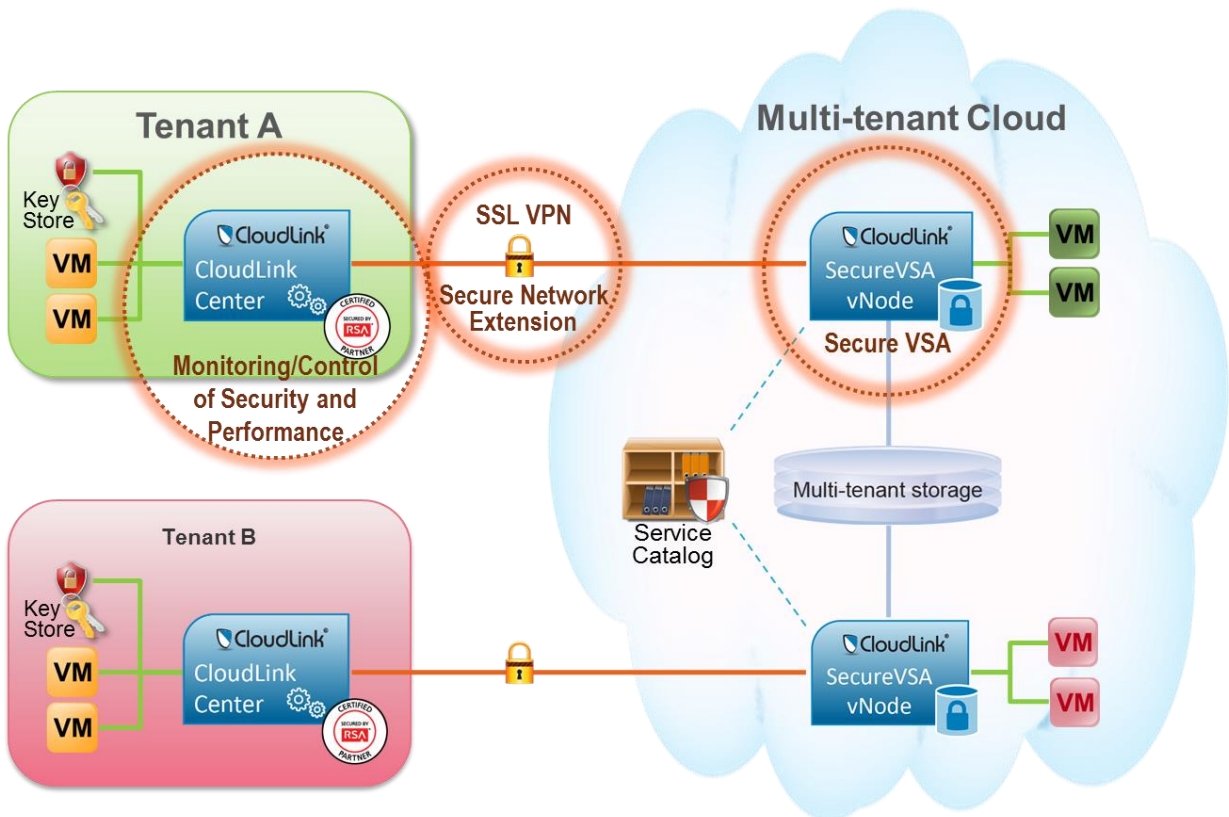 Tenant A
Key
Store
VM
VM
CloudLink®
CloudLink
Center
CERTIFIED
SECURED BY
RSA
PARTNER
Monitoring/Control
of Security and
Performance
SSL VPN
Secure Network
Extension
Multi-tenant Cloud
CloudLink®
SecureVSA
vNode
Secure VSA
VM
VM
Service
Catalog
Multi-tenant storage
Tenant B
Key
Store
VM
VM
CloudLink®
CloudLink
Center
CERTIFIED
SECURED BY
RSA
PARTNER
CloudLink®
SecureVSA
vNode
VM
VM